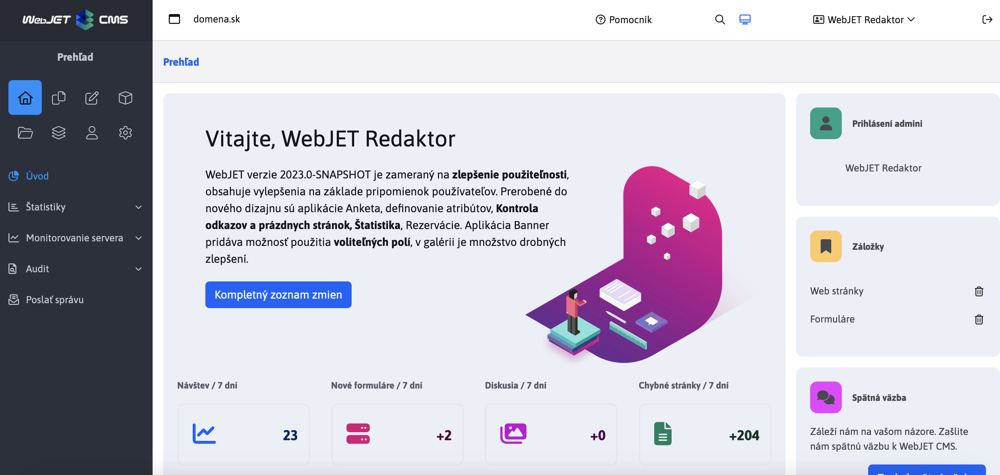 WebJET CMS
domena.sk
Pomocník
WebJET Redaktor
Prehľad
Prehľad
Úvod
Štatistiky
Monitorovanie servera
Audit
Poslať správu
Vitajte, WebJET Redaktor
WebJET verzie 2023.0-SNAPSHOT je zameraný na zlepšenie použiteľnosti,
obsahuje vylepšenia na základe pripomienok používateľov. Prerobené do
nového dizajnu sú aplikácie Anketa, definovanie atribútov, Kontrola
odkazov a prázdnych stránok, Štatistika, Rezervácie. Aplikácia Banner
pridáva možnosť použitia voliteľných polí, v galérii je množstvo drobných
zlepšení.
Kompletný zoznam zmien
Návštev / 7 dní
23
Nové formuláre / 7 dní
+2
Diskusia / 7 dní
+0
Chybné stránky / 7 dní
+204
Prihlásení admini
WebJET Redaktor
Záložky
Web stránky
Formuláre
Spätná väzba
Záleží nám na vašom názore. Zašlite
nám spätnú väzbu k WebJET CMS.